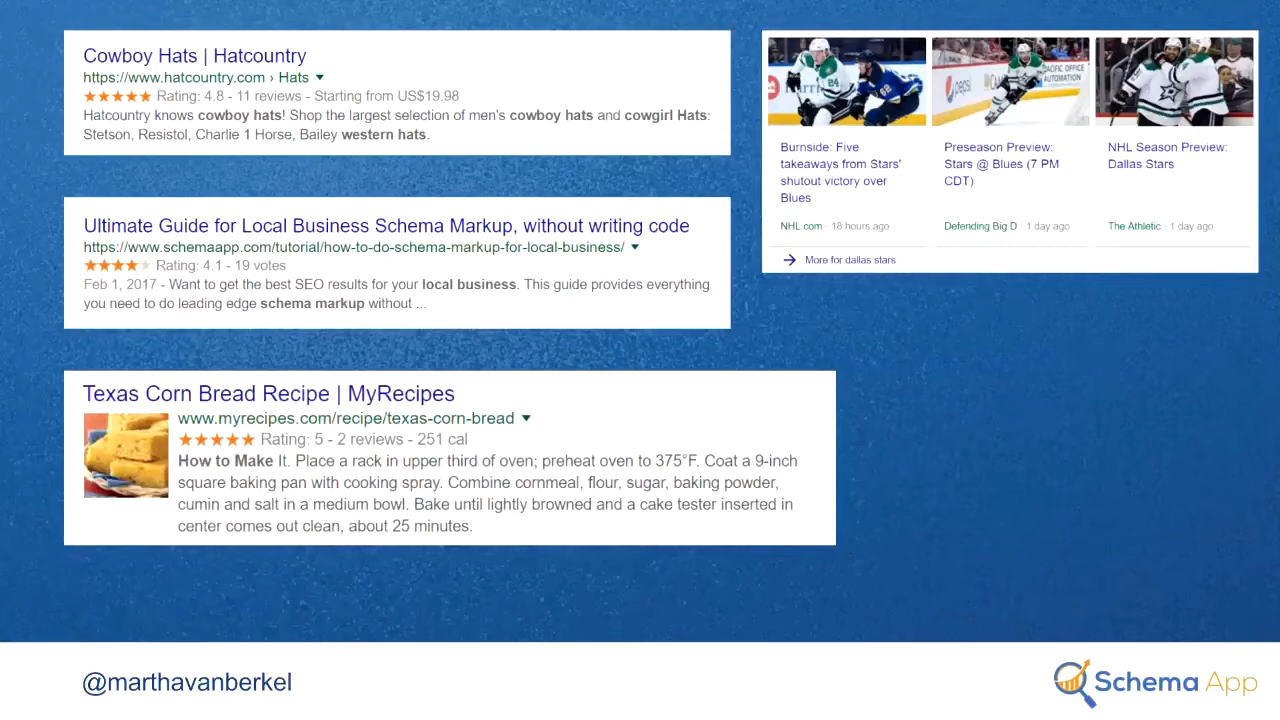 Cowboy Hats | Hatcountry
https://www.hatcountry.com › Hats
Rating: 4.8 - 11 reviews - Starting from US$19.98
Hatcountry knows cowboy hats! Shop the largest selection of men's cowboy hats and cowgirl Hats:
Stetson, Resistol, Charlie 1 Horse, Bailey western hats.
Ultimate Guide for Local Business Schema Markup, without writing code
https://www.schemaapp.com/tutorial/how-to-do-schema-markup-for-local-business/
Rating: 4.1 - 19 votes
Feb 1, 2017 - Want to get the best SEO results for your local business. This guide provides everything
you need to do leading edge schema markup without ...
Texas Corn Bread Recipe | MyRecipes
www.myrecipes.com/recipe/texas-corn-bread
Rating: 5 - 2 reviews - 251 cal
How to Make It. Place a rack in upper third of oven; preheat oven to 375°F. Coat a 9-inch
square baking pan with cooking spray. Combine cornmeal, flour, sugar, baking powder,
cumin and salt in a medium bowl. Bake until lightly browned and a cake tester inserted in
center comes out clean, about 25 minutes.
24
62
pepsi
PACIFIC OFFICE
AUTOMATION
Burnside: Five
takeaways from Stars'
shutout victory over
Blues
NHL.com · 18 hours ago
Preseason Preview:
Stars @ Blues (7 PM
CDT)
Defending Big D · 1 day ago
NHL Season Preview:
Dallas Stars
The Athletic · 1 day ago
More for dallas stars
@marthavanberkel
Schema App